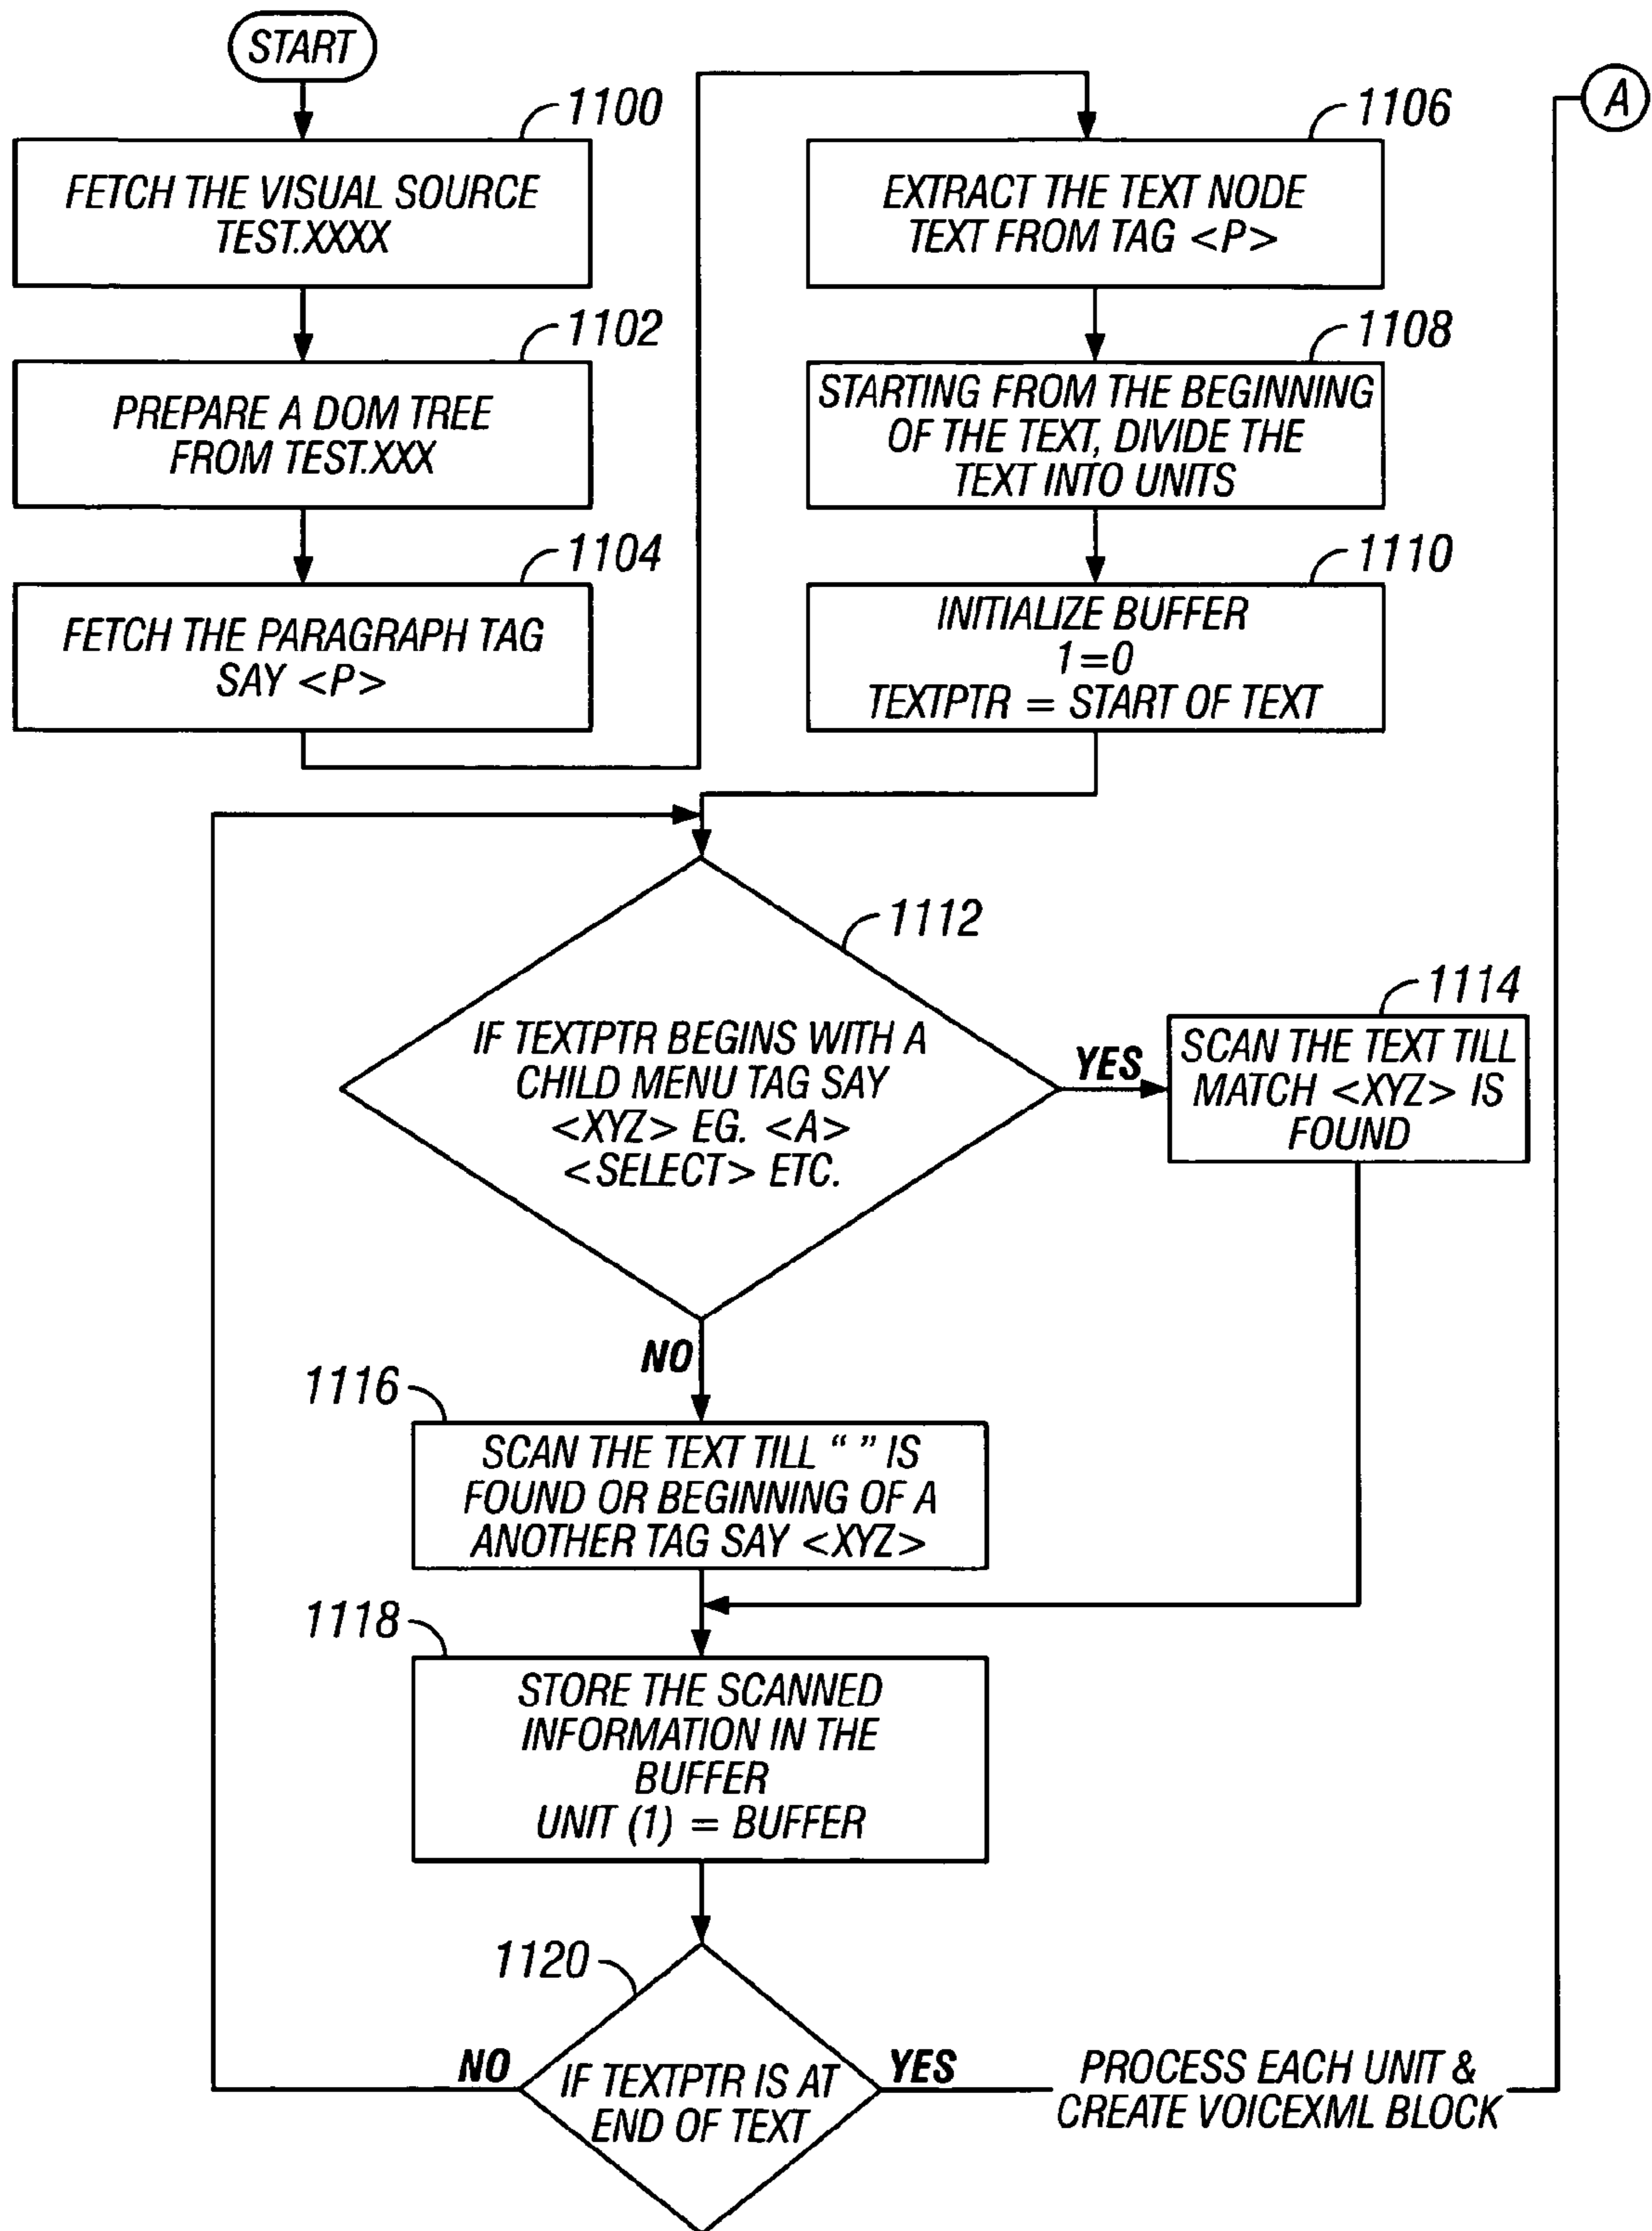 START
1100
FETCH THE VISUAL SOURCE
TEST.XXXX
1102
PREPARE A DOM TREE
FROM TEST.XXX
1104
FETCH THE PARAGRAPH TAG
SAY <P>
1106
EXTRACT THE TEXT NODE
TEXT FROM TAG <P>
1108
STARTING FROM THE BEGINNING
OF THE TEXT, DIVIDE THE
TEXT INTO UNITS
1110
INITIALIZE BUFFER
1=0
TEXTPTR = START OF TEXT
A
1112
IF TEXTPTR BEGINS WITH A
CHILD MENU TAG SAY
<XYZ> EG. <A>
<SELECT> ETC.
YES
1114
SCAN THE TEXT TILL
MATCH <XYZ> IS
FOUND
NO
1116
SCAN THE TEXT TILL “ ” IS
FOUND OR BEGINNING OF A
ANOTHER TAG SAY <XYZ>
1118
STORE THE SCANNED
INFORMATION IN THE
BUFFER
UNIT (1) = BUFFER
1120
NO
IF TEXTPTR IS AT
END OF TEXT
YES
PROCESS EACH UNIT &
CREATE VOICEXML BLOCK